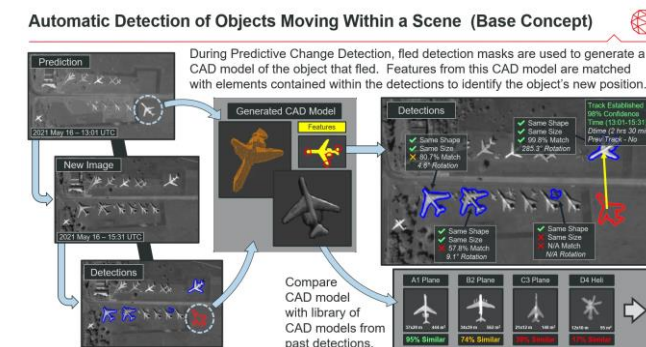 Automatic Detection of Objects Moving Within a Scene (Base Concept)
During Predictive Change Detection, fled detection masks are used to generate a
CAD model of the object that fled. Features from this CAD model are matched
with elements contained within the detections to identify the object's new position.
Prediction
2021 May 16 – 13:01 UTC
New Image
2021 May 16 – 15:31 UTC
Detections
Generated CAD Model
Features
Compare
CAD model
with library of
CAD models from
past detections.
Detections
Same Shape
Same Size
80.7% Match
4.6° Rotation
Same Shape
Same Size
99.8% Match
285.3° Rotation
Track Established
98% Confidence
Time (13:01-15:31)
Dtime (2 hrs 30 min)
Prev Track - No
Same Shape
Same Size
57.8% Match
9.1° Rotation
Same Shape
Same Size
N/A Match
N/A Rotation
A1 Plane
B2 Plane
C3 Plane
D4 Heli
95% Similar
74% Similar
17% Similar